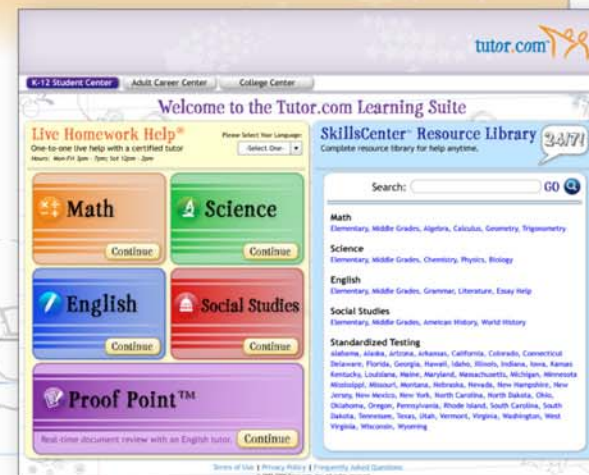 tutor.com
K-12 Student Center
Adult Career Center
College Center
Welcome to the Tutor.com Learning Suite
Live Homework Help®
Please Select Your Language:
One-to-one live help with a certified tutor
-Select One-
Hours: Mon-Fri 3pm - 7pm; Sat 12pm - 2pm
Math
Continue
Science
Continue
English
Continue
Social Studies
Continue
Proof Point™
Real-time document review with an English tutor.
Continue
SkillsCenter™ Resource Library
24/7!
Complete resource library for help anytime.
Search:
GO
Math
Elementary, Middle Grades, Algebra, Calculus, Geometry, Trigonometry
Science
Elementary, Middle Grades, Chemistry, Physics, Biology
English
Elementary, Middle Grades, Grammar, Literature, Essay Help
Social Studies
Elementary, Middle Grades, American History, World History
Standardized Testing
Alabama, Alaska, Arizona, Arkansas, California, Colorado, Connecticut
Delaware, Florida, Georgia, Hawaii, Idaho, Illinois, Indiana, Iowa, Kansas
Kentucky, Louisiana, Maine, Maryland, Massachusetts, Michigan, Minnesota
Mississippi, Missouri, Montana, Nebraska, Nevada, New Hampshire, New
Jersey, New Mexico, New York, North Carolina, North Dakota, Ohio,
Oklahoma, Oregon, Pennsylvania, Rhode Island, South Carolina, South
Dakota, Tennessee, Texas, Utah, Vermont, Virginia, Washington, West
Virginia, Wisconsin, Wyoming
Terms of Use | Privacy Policy | Frequently Asked Questions